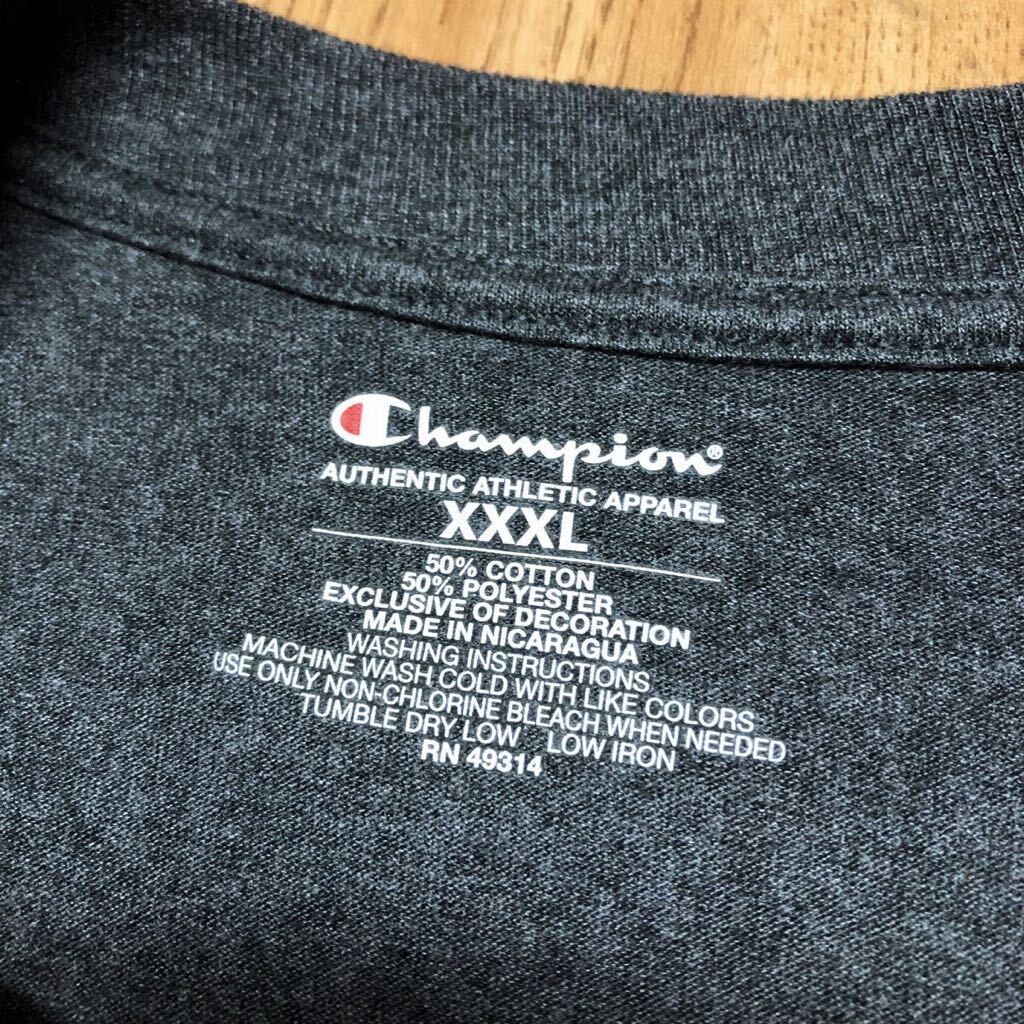 Champion®
AUTHENTIC ATHLETIC APPAREL
XXXL
50% COTTON
50% POLYESTER
EXCLUSIVE OF DECORATION
MADE IN NICARAGUA
WASHING INSTRUCTIONS
MACHINE WASH COLD WITH LIKE COLORS
USE ONLY NON-CHLORINE BLEACH WHEN NEEDED
TUMBLE DRY LOW LOW IRON
RN 49314